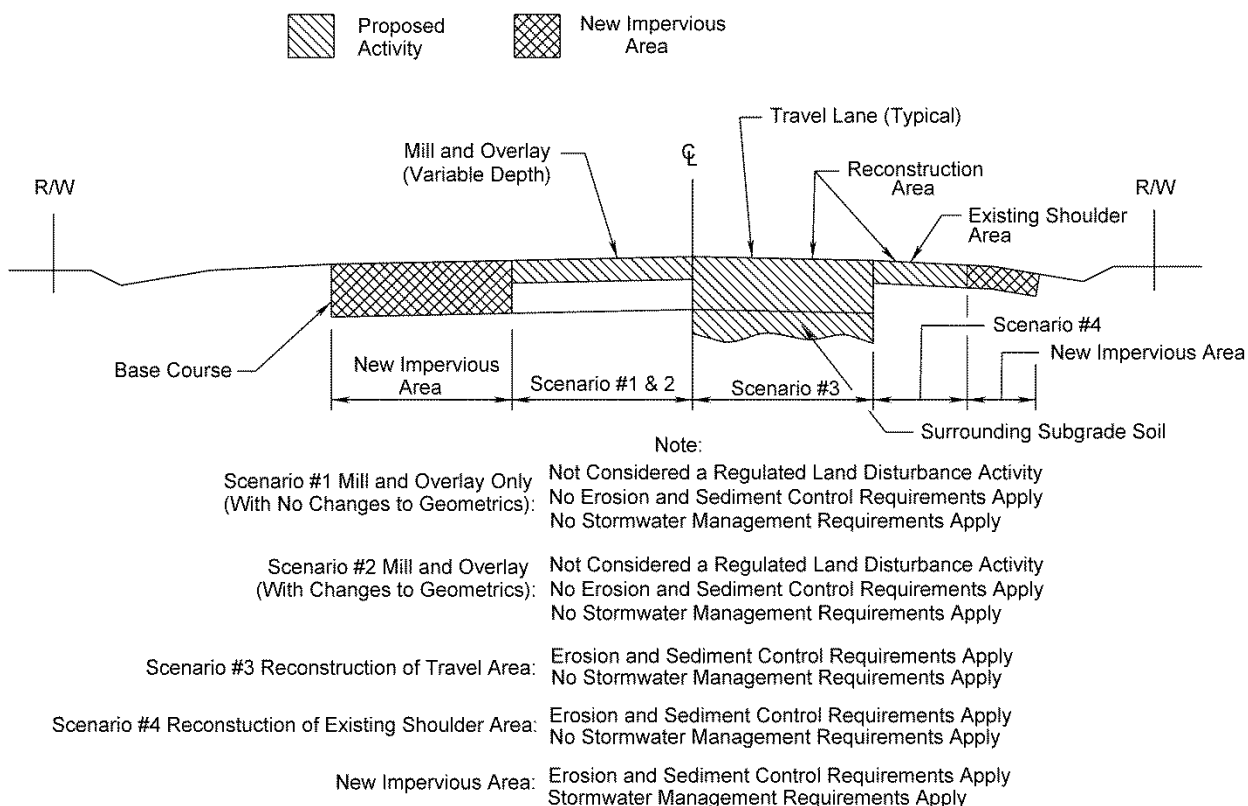 Proposed
Activity
New Impervious
Area
Travel Lane (Typical)
Mill and Overlay
(Variable Depth)
℄
Reconstruction
Area
R/W
R/W
Existing Shoulder
Area
Scenario #4
New Impervious Area
Base Course
New Impervious
Area
Scenario #1 & 2
Scenario #3
Surrounding Subgrade Soil
Note:
Scenario #1 Mill and Overlay Only
(With No Changes to Geometrics):
Not Considered a Regulated Land Disturbance Activity
No Erosion and Sediment Control Requirements Apply
No Stormwater Management Requirements Apply
Scenario #2 Mill and Overlay
(With Changes to Geometrics):
Not Considered a Regulated Land Disturbance Activity
No Erosion and Sediment Control Requirements Apply
No Stormwater Management Requirements Apply
Scenario #3 Reconstruction of Travel Area:
Erosion and Sediment Control Requirements Apply
No Stormwater Management Requirements Apply
Scenario #4 Reconstuction of Existing Shoulder Area:
Erosion and Sediment Control Requirements Apply
No Stormwater Management Requirements Apply
New Impervious Area:
Erosion and Sediment Control Requirements Apply
Stormwater Management Requirements Apply